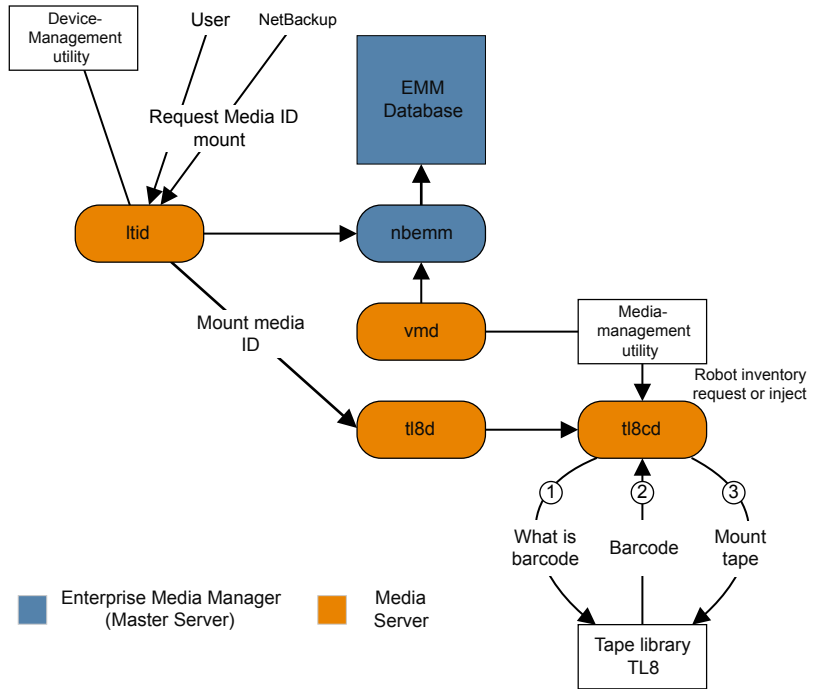 Device-
Management
utility
User
NetBackup
EMM
Database
Request Media ID
mount
ltid
nbemm
Mount media
ID
vmd
Media-
management
utility
Robot inventory
request or inject
tl8d
tl8cd
1
2
3
What is
barcode
Barcode
Mount
tape
Enterprise Media Manager
(Master Server)
Media
Server
Tape library
TL8